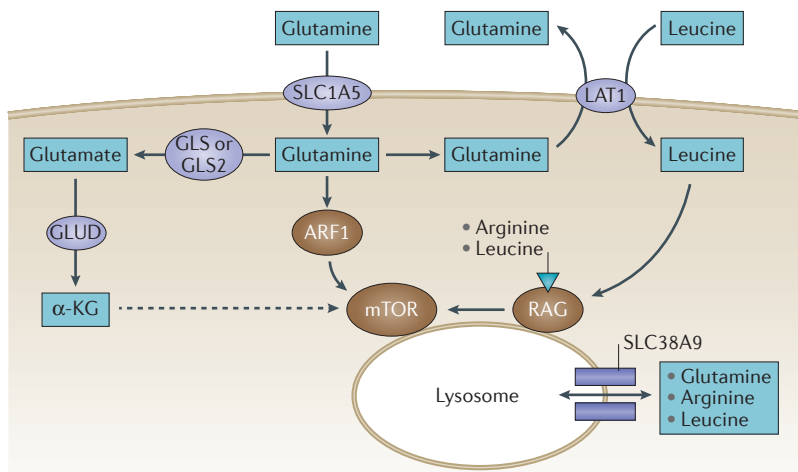 Glutamine
Glutamine
Leucine
SLC1A5
LAT1
Glutamate
GLS or
GLS2
Glutamine
Glutamine
Leucine
GLUD
ARF1
• Arginine
• Leucine
α-KG
mTOR
RAG
SLC38A9
Lysosome
• Glutamine
• Arginine
• Leucine